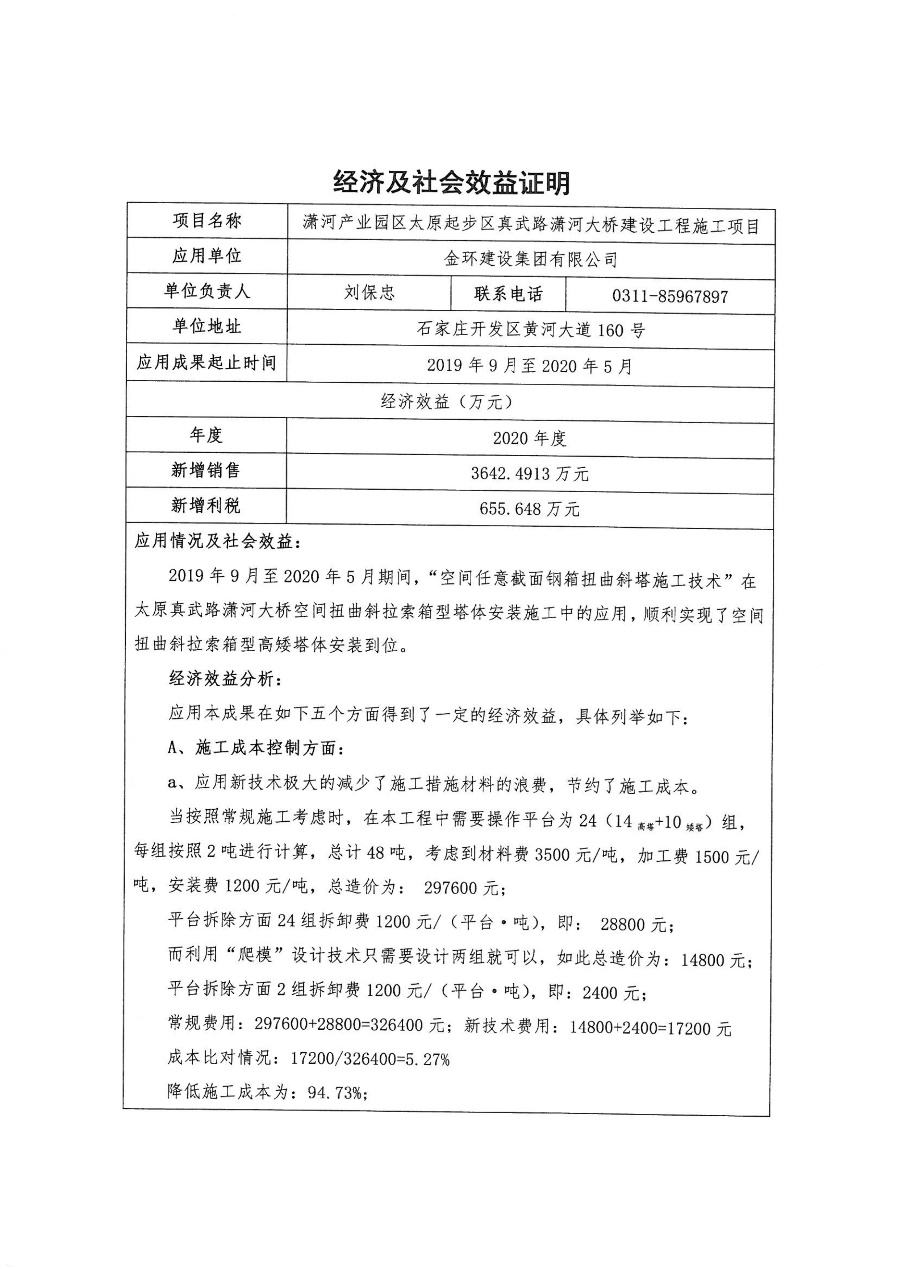 经济及社会效益证明
项目名称 潇河产业园区太原起步区真武路潇河大桥建设工程施工项目
应用单位 金环建设集团有限公司
单位负责人 刘保忠 联系电话 0311-85967897
单位地址 石家庄开发区黄河大道160号
应用成果起止时间 2019年9月至2020年5月
经济效益（万元）
年度 2020年度
新增销售 3642.4913万元
新增利税 655.648万元
应用情况及社会效益：
2019年9月至2020年5月期间，“空间任意截面钢箱扭曲斜塔施工技术”在
太原真武路潇河大桥空间扭曲斜拉索箱型塔体安装施工中的应用，顺利实现了空间
扭曲斜拉索箱型高矮塔体安装到位。
经济效益分析：
应用本成果在如下五个方面得到了一定的经济效益，具体列举如下：
A、施工成本控制方面：
a、应用新技术极大的减少了施工措施材料的浪费，节约了施工成本。
当按照常规施工考虑时，在本工程中需要操作平台为24（14高塔+10矮塔）组，
每组按照2吨进行计算，总计48吨，考虑到材料费3500元/吨，加工费1500元/
吨，安装费1200元/吨，总造价为： 297600元；
平台拆除方面24组拆卸费1200元/（平台·吨），即： 28800元；
而利用“爬模”设计技术只需要设计两组就可以，如此总造价为：14800元；
平台拆除方面2组拆卸费1200元/（平台·吨），即：2400元；
常规费用：297600+28800=326400元；新技术费用：14800+2400=17200元
成本比对情况：17200/326400=5.27%
降低施工成本为：94.73%；